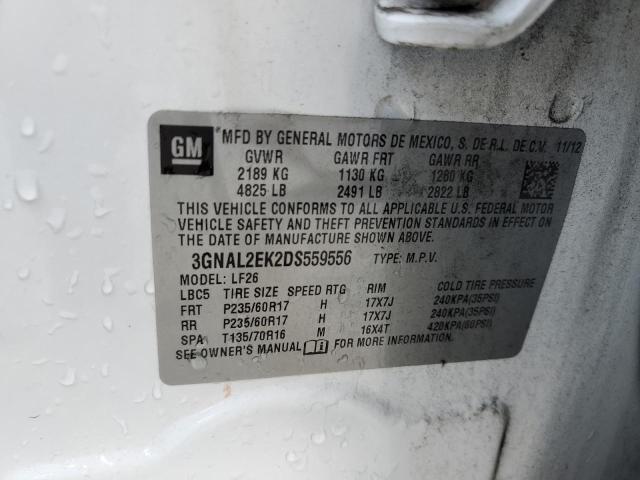 GM
*MFD BY GENERAL MOTORS DE MEXICO, S. DE R.L. DE C.V. 11/12
GVWR GAWR FRT GAWR RR
2189 KG 1130 KG 1280 KG
4825 LB 2491 LB 2822 LB
THIS VEHICLE CONFORMS TO ALL APPLICABLE U.S. FEDERAL MOTOR
VEHICLE SAFETY AND THEFT PREVENTION STANDARDS IN EFFECT ON
THE DATE OF MANUFACTURE SHOWN ABOVE.
3GNAL2EK2DS559556 TYPE: M.P.V.
MODEL: LF26
LBC5 TIRE SIZE SPEED RTG RIM COLD TIRE PRESSURE
FRT P235/60R17 H 17X7J 240KPA(35PSI)
RR P235/60R17 H 17X7J 240KPA(35PSI)
SPA T135/70R16 M 16X4T 420KPA(60PSI)
SEE OWNER'S MANUAL FOR MORE INFORMATION.